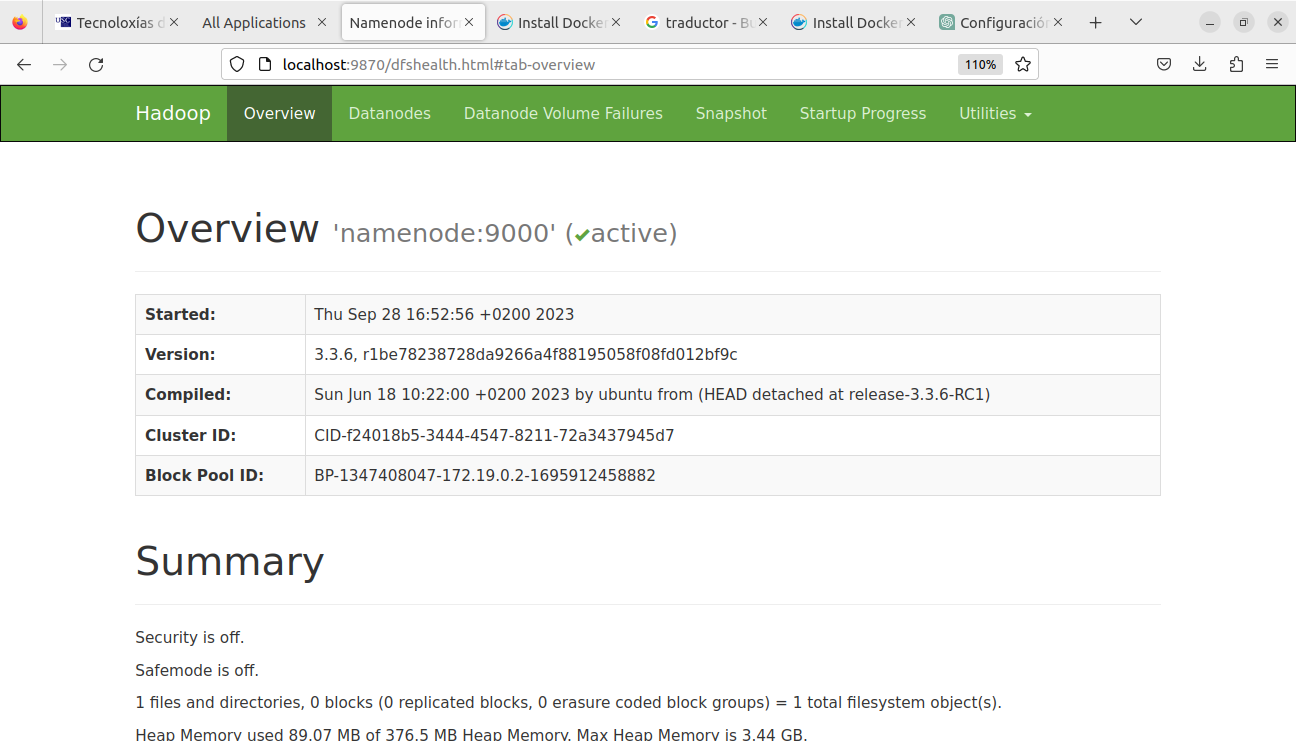 Tecnoloxías d All Applications Namenode infor Install Docker traductor - Bu Install Docker Configuración
localhost:9870/dfshealth.html#tab-overview 110%
Hadoop Overview Datanodes Datanode Volume Failures Snapshot Startup Progress Utilities
Overview 'namenode:9000' (✔active)
Started: Thu Sep 28 16:52:56 +0200 2023
Version: 3.3.6, r1be78238728da9266a4f88195058f08fd012bf9c
Compiled: Sun Jun 18 10:22:00 +0200 2023 by ubuntu from (HEAD detached at release-3.3.6-RC1)
Cluster ID: CID-f24018b5-3444-4547-8211-72a3437945d7
Block Pool ID: BP-1347408047-172.19.0.2-1695912458882
Summary
Security is off.
Safemode is off.
1 files and directories, 0 blocks (0 replicated blocks, 0 erasure coded block groups) = 1 total filesystem object(s).
Heap Memory used 89.07 MB of 376.5 MB Heap Memory. Max Heap Memory is 3.44 GB.